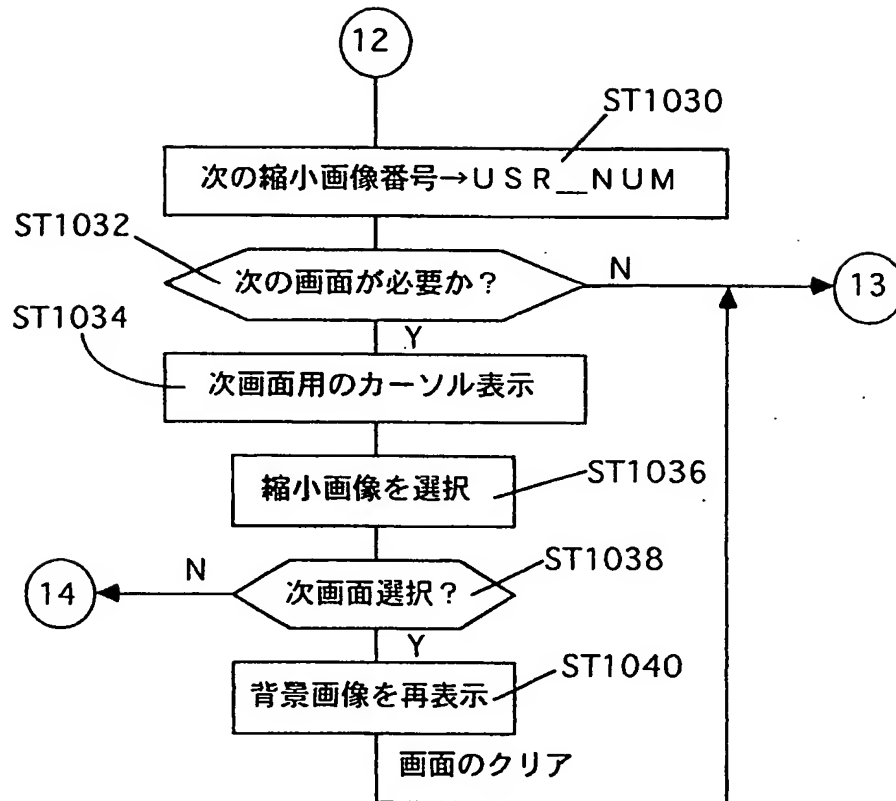 12
ST1030
次の縮小画像番号→USR__NUM
ST1032
次の画面が必要か?
N
13
ST1034
Y
次画面用のカーソル表示
縮小画像を選択
ST1036
N
ST1038
14
次画面選択?
Y
ST1040
背景画像を再表示
画面のクリア